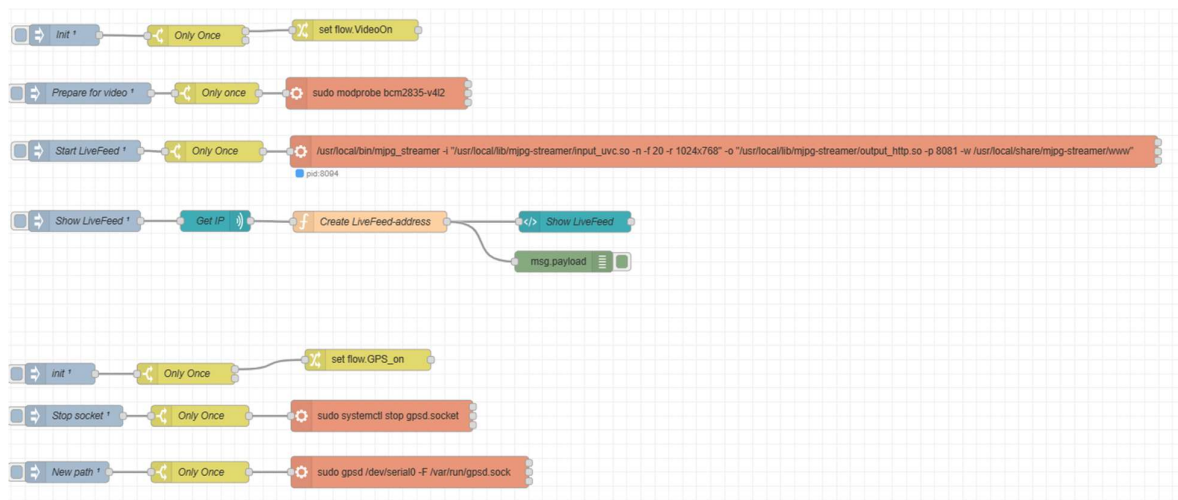 Init ¹
Only Once
set flow.VideoOn
Prepare for video ¹
Only once
sudo modprobe bcm2835-v4l2
Start LiveFeed ¹
Only Once
/usr/local/bin/mjpg_streamer -i "/usr/local/lib/mjpg-streamer/input_uvc.so -n -f 20 -r 1024x768" -o "/usr/local/lib/mjpg-streamer/output_http.so -p 8081 -w /usr/local/share/mjpg-streamer/www"
pid:8094
Show LiveFeed ¹
Get IP
Create LiveFeed-address
Show LiveFeed
msg.payload
init ¹
Only Once
set flow.GPS_on
Stop socket ¹
Only Once
sudo systemctl stop gpsd.socket
New path ¹
Only Once
sudo gpsd /dev/serial0 -F /var/run/gpsd.sock